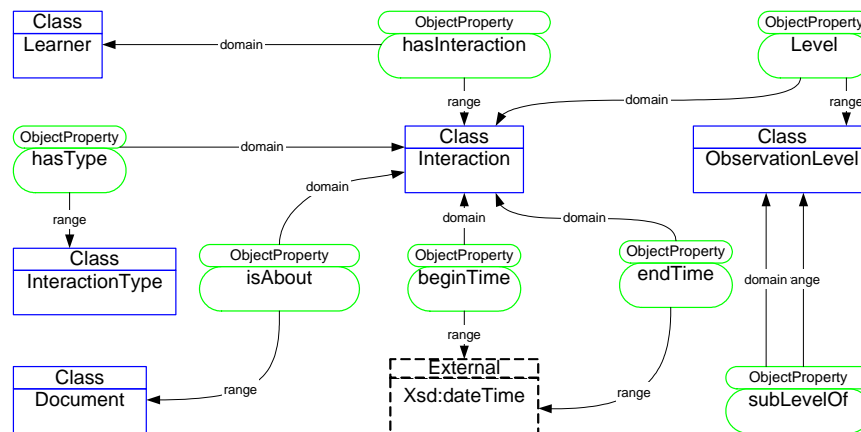 Class
Learner
domain
ObjectProperty
hasInteraction
range
ObjectProperty
Level
domain
range
ObjectProperty
hasType
domain
Class
Interaction
Class
ObservationLevel
range
domain
domain
domain
Class
InteractionType
ObjectProperty
isAbout
ObjectProperty
beginTime
ObjectProperty
endTime
domain ange
range
range
range
Class
Document
External
Xsd:dateTime
ObjectProperty
subLevelOf